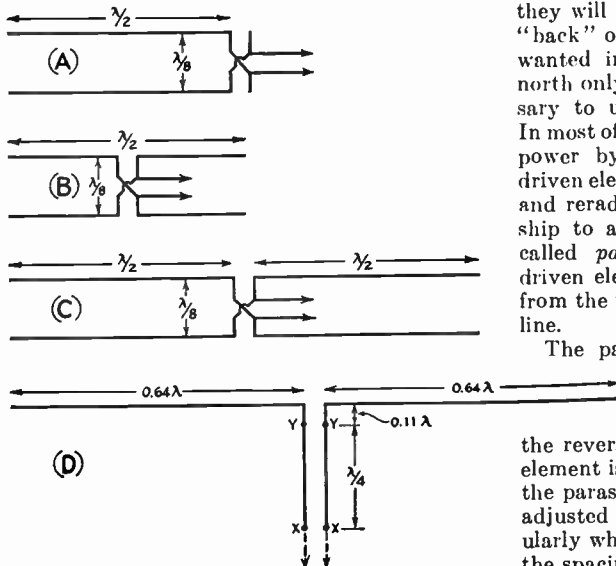 λ/2
(A)
λ/8
λ/2
(B)
λ/8
λ/2
λ/2
(C)
λ/8
0.64λ
0.64λ
Y
Y
0.11 λ
(D)
λ/4
X
X
they will
"back" o
wanted in
north only
sary to u
In most of
power by
driven ele
and rerad
ship to a
called pa
driven ele
from the
line.
The pa
the rever
element is
the paras
adjusted
ularly wh
the spacin